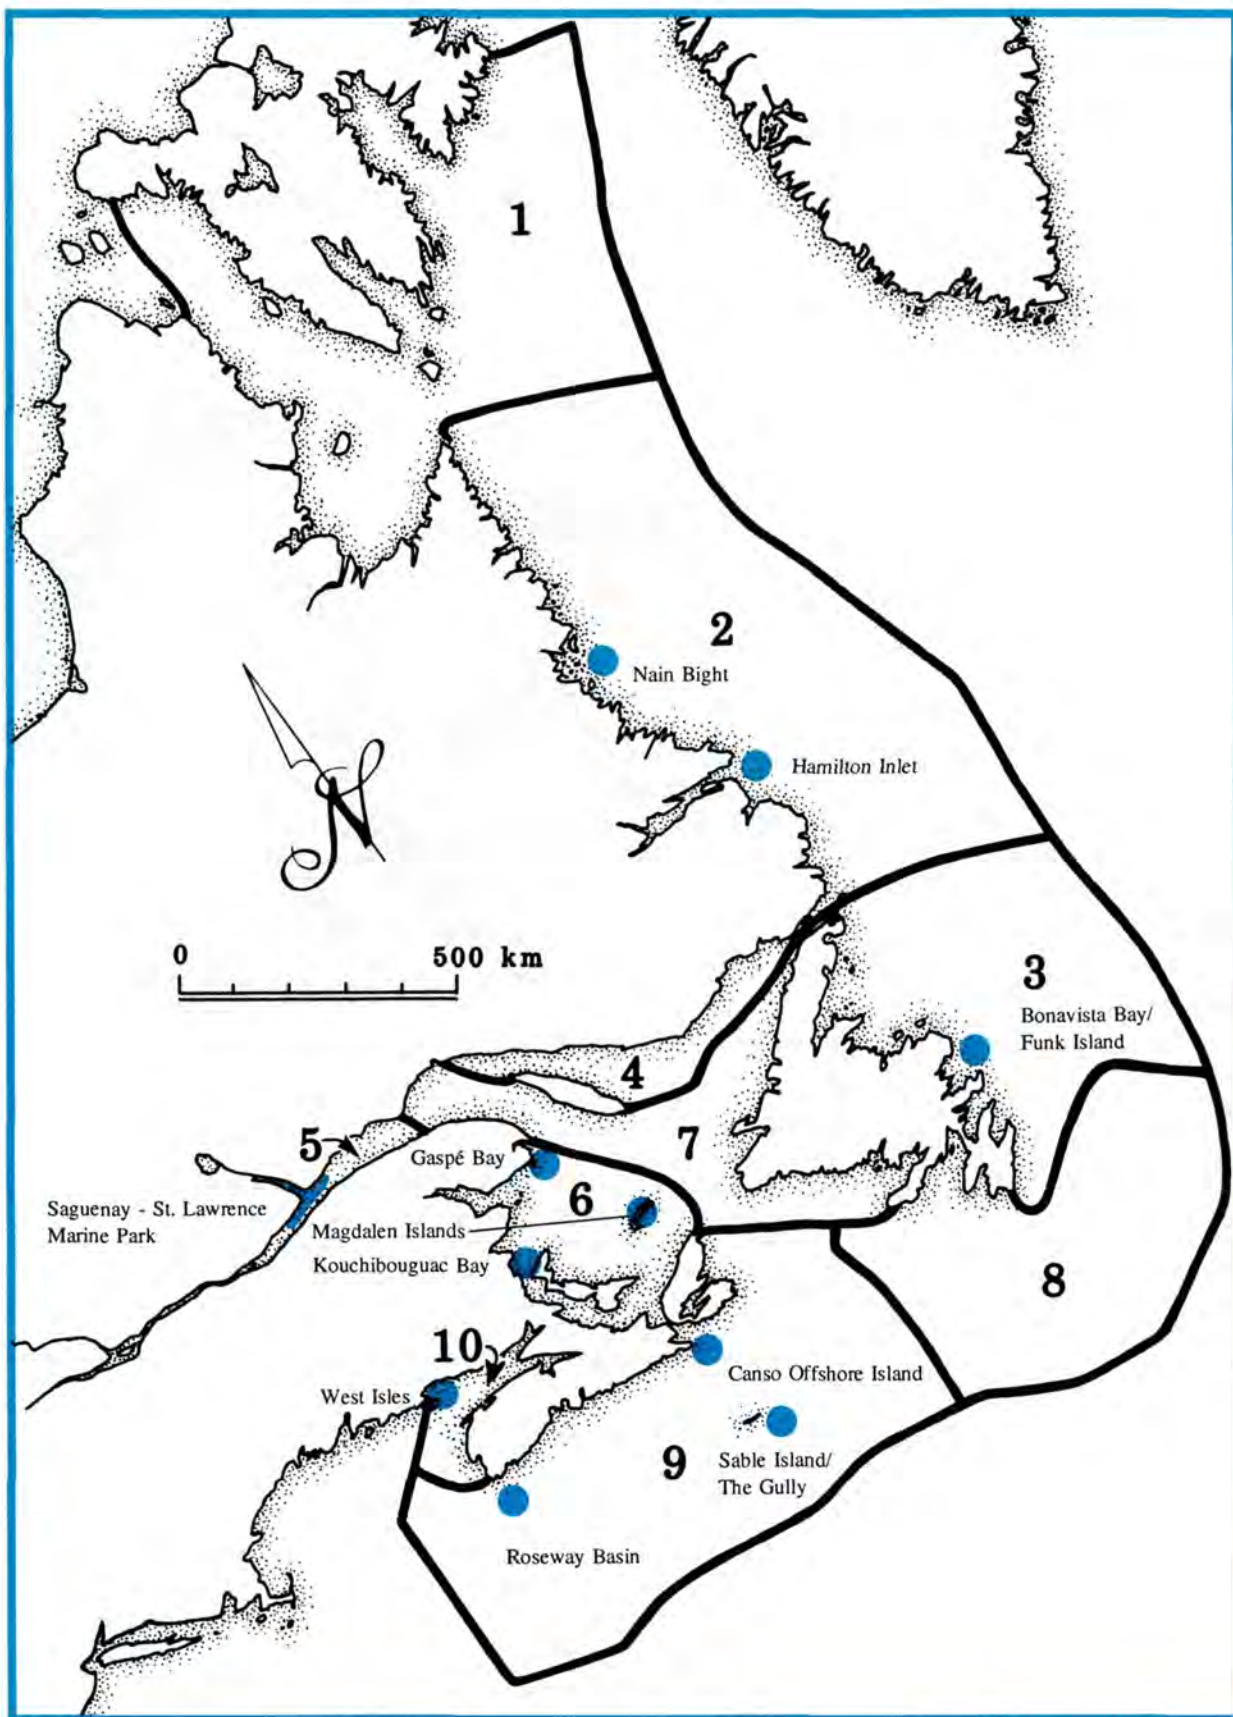 1
2
Nain Bight
Hamilton Inlet
N
0 500 km
3
Bonavista Bay/
Funk Island
4
5
7
Gaspé Bay
6
Saguenay - St. Lawrence
Marine Park
Magdalen Islands
Kouchibouguac Bay
8
10
West Isles
Canso Offshore Island
9
Sable Island/
The Gully
Roseway Basin